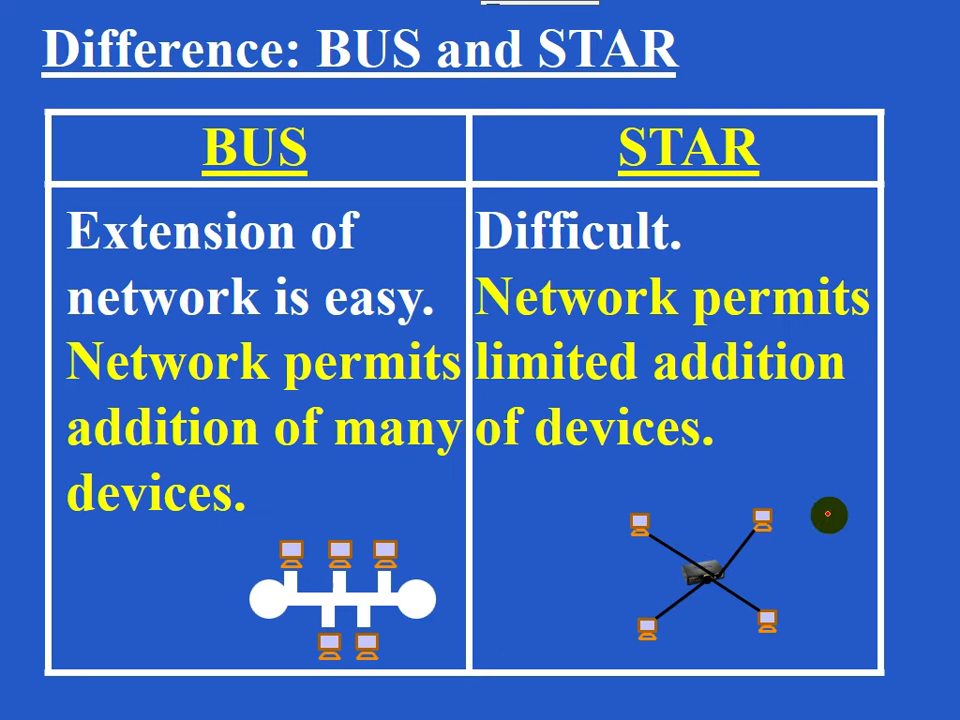 Difference: BUS and STAR
BUS
STAR
Extension of
network is easy.
Network permits
addition of many
devices.
Difficult.
Network permits
limited addition
of devices.